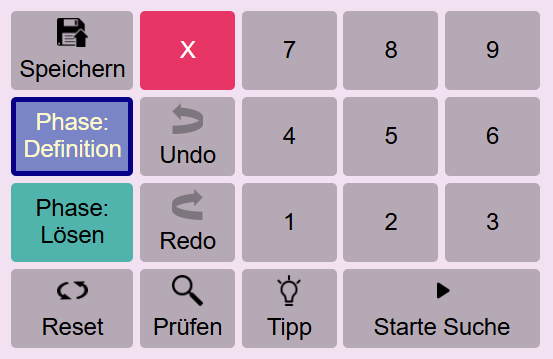 Speichern
X
7
8
9
Phase:
Definition
Undo
4
5
6
Phase:
Lösen
Redo
1
2
3
Reset
Prüfen
Tipp
Starte Suche